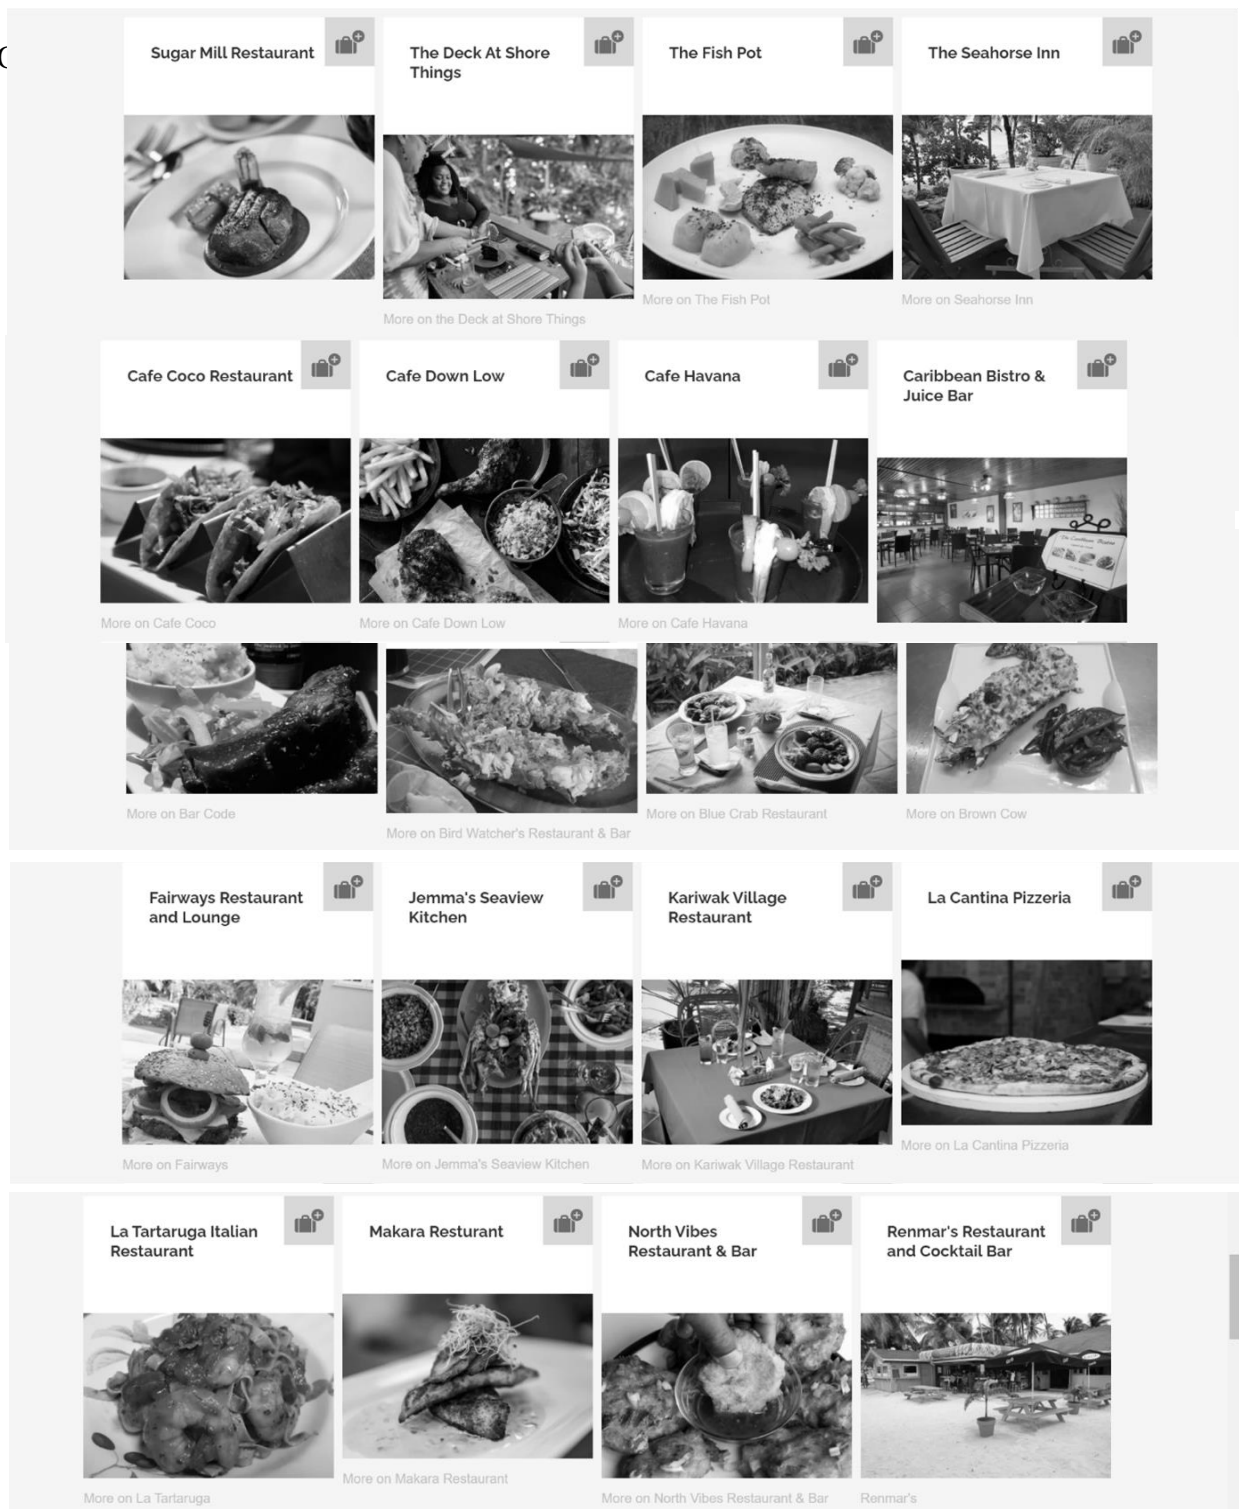 Sugar Mill Restaurant
The Deck At Shore
Things
The Fish Pot
The Seahorse Inn
More on the Deck at Shore Things
More on The Fish Pot
More on Seahorse Inn
Cafe Coco Restaurant
Cafe Down Low
Cafe Havana
Caribbean Bistro &
Juice Bar
More on Cafe Coco
More on Cafe Down Low
More on Cafe Havana
More on Bar Code
More on Bird Watcher's Restaurant & Bar
More on Blue Crab Restaurant
More on Brown Cow
Fairways Restaurant
and Lounge
Jemma's Seaview
Kitchen
Kariwak Village
Restaurant
La Cantina Pizzeria
More on Fairways
More on Jemma's Seaview Kitchen
More on Kariwak Village Restaurant
More on La Cantina Pizzeria
La Tartaruga Italian
Restaurant
Makara Resturant
North Vibes
Restaurant & Bar
Renmar's Restaurant
and Cocktail Bar
More on La Tartaruga
More on Makara Restaurant
More on North Vibes Restaurant & Bar
Renmar's